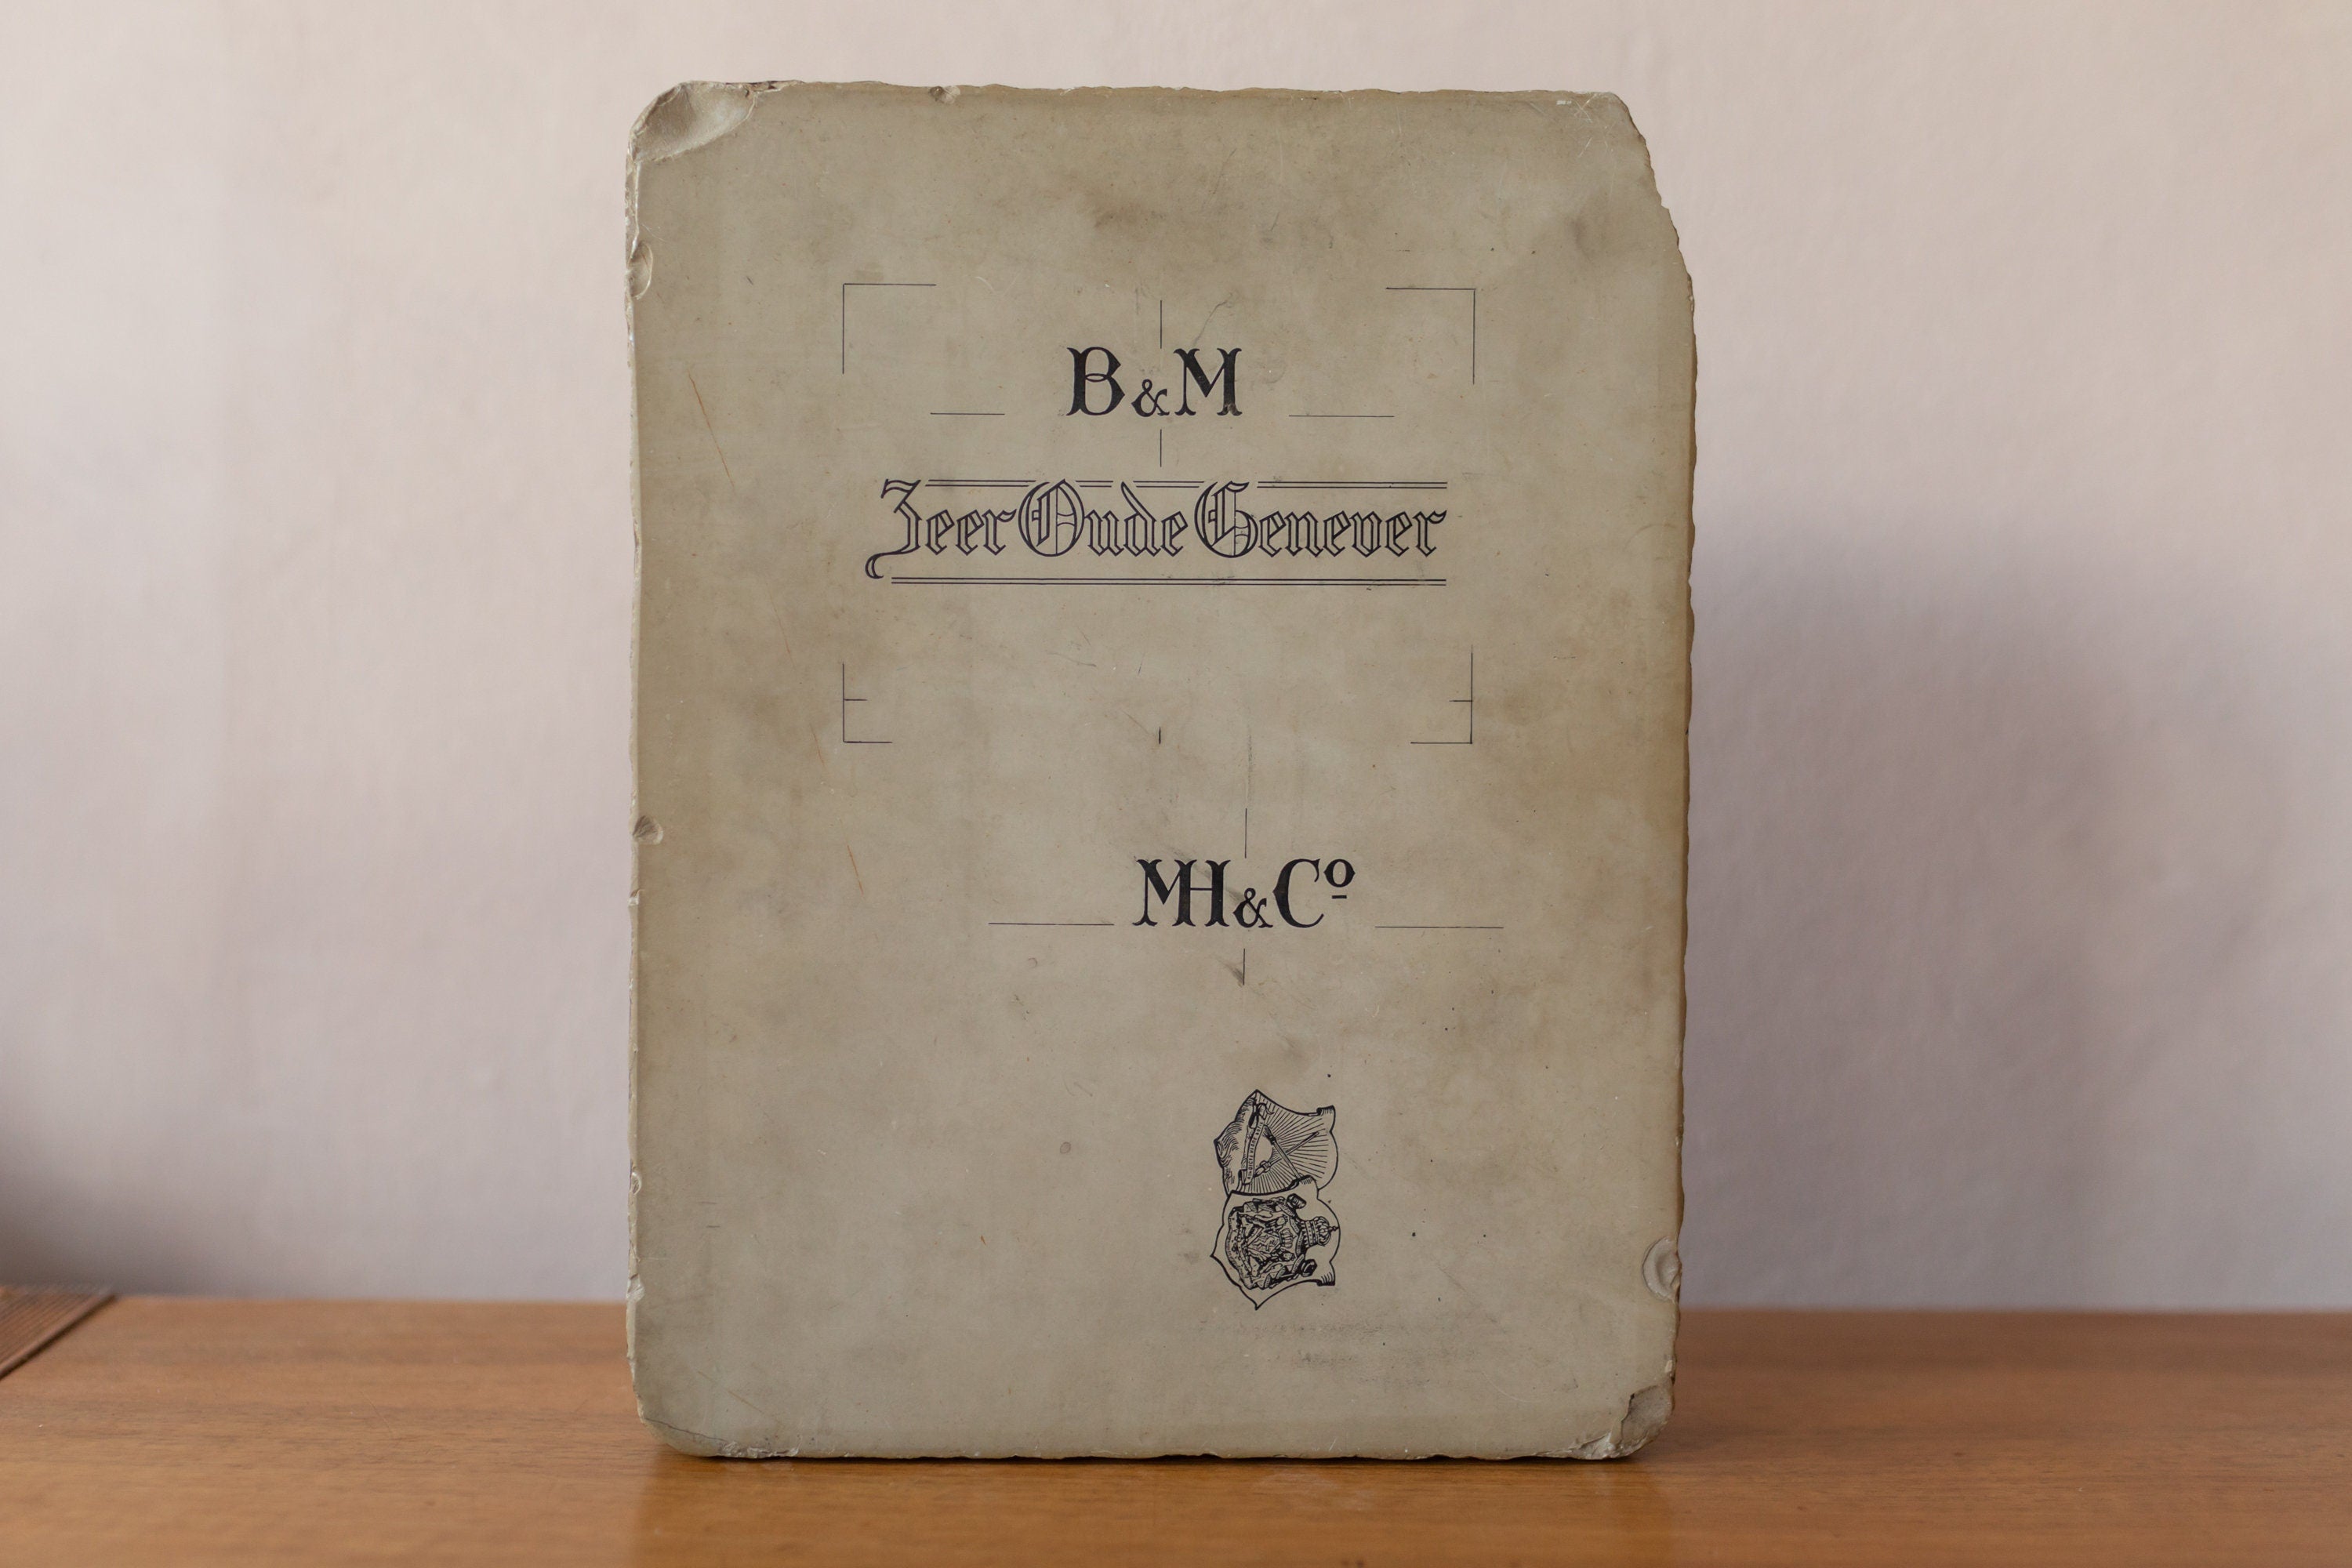 B&M
Zeer Oude Genever
MH&Cº